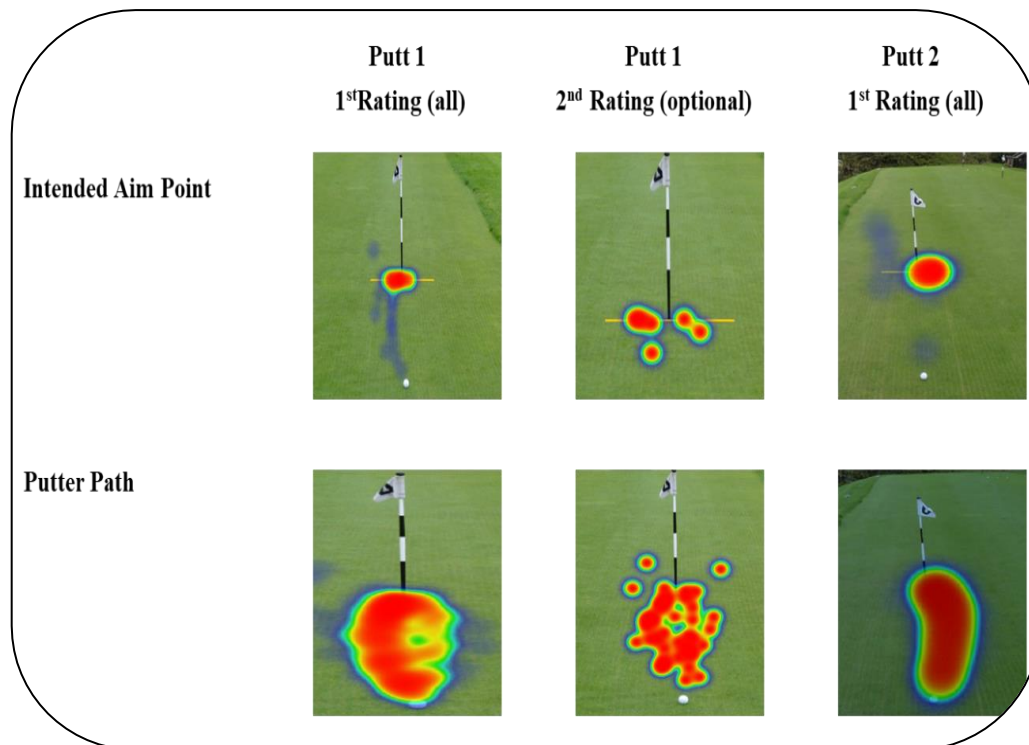 Putt 1
1stRating (all)
Putt 1
2nd Rating (optional)
Putt 2
1st Rating (all)
Intended Aim Point
Putter Path